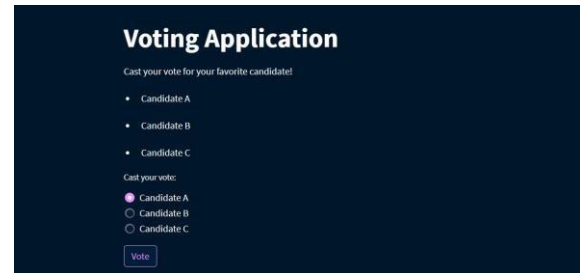 Voting Application
Cast your vote for your favorite candidate!
• Candidate A
• Candidate B
• Candidate C
Cast your vote:
Candidate A
Candidate B
Candidate C
Vote